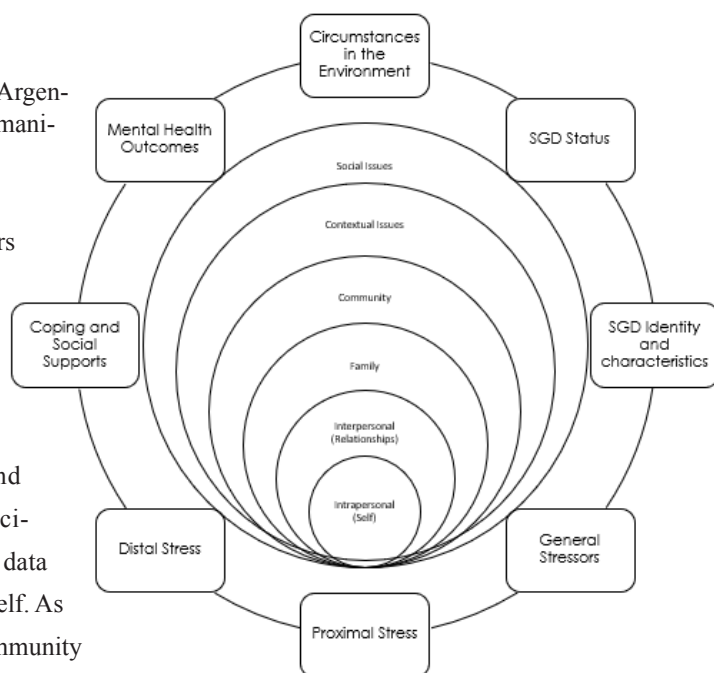 Argen-
mani-
rs
nd
ci-
data
elf. As
nmunity
Circumstances
in the
Environment
SGD Status
SGD Identity
and
characteristics
General
Stressors
Proximal Stress
Distal Stress
Coping and
Social
Supports
Mental Health
Outcomes
Social Issues
Contextual Issues
Community
Family
Interpersonal
(Relationships)
Intrapersonal
(Self)